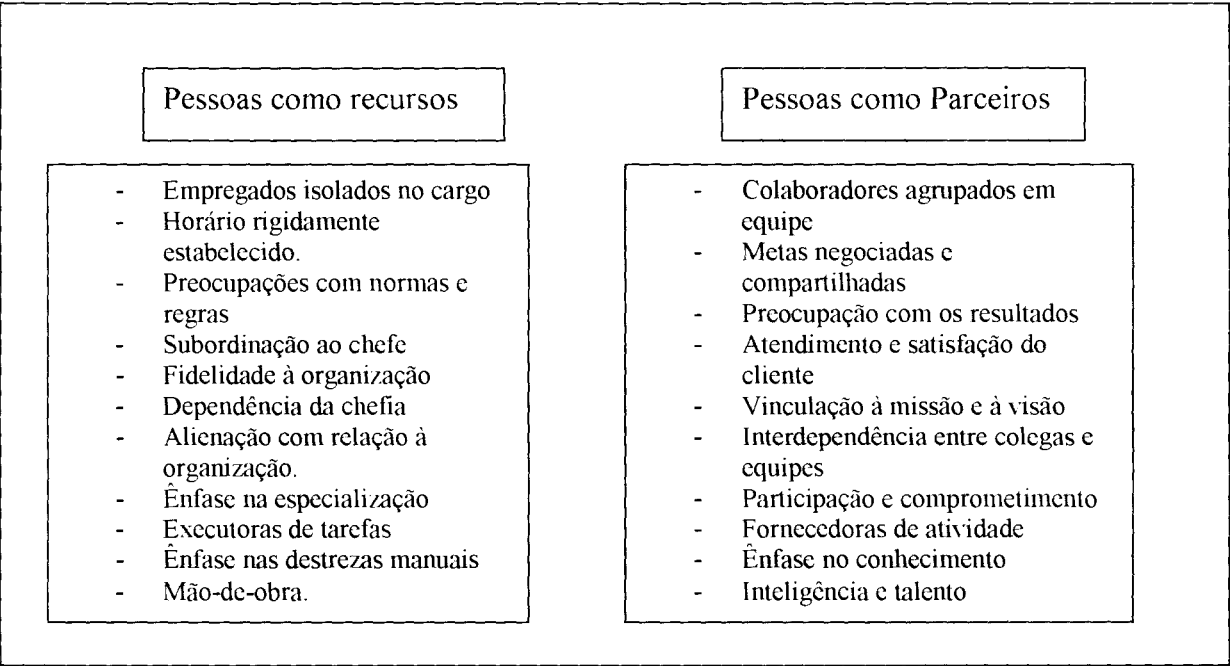 Pessoas como recursos
- Empregados isolados no cargo
- Horário rigidamente
estabelecido.
- Preocupações com normas e
regras
- Subordinação ao chefe
- Fidelidade à organização
- Dependência da chefia
- Alienação com relação à
organização.
- Ênfase na especialização
- Executoras de tarefas
- Ênfase nas destrezas manuais
- Mão-de-obra.
Pessoas como Parceiros
- Colaboradores agrupados em
equipe
- Metas negociadas e
compartilhadas
- Preocupação com os resultados
- Atendimento e satisfação do
cliente
- Vinculação à missão e à visão
- Interdependência entre colegas e
equipes
- Participação e comprometimento
- Fornecedoras de atividade
- Ênfase no conhecimento
- Inteligência e talento